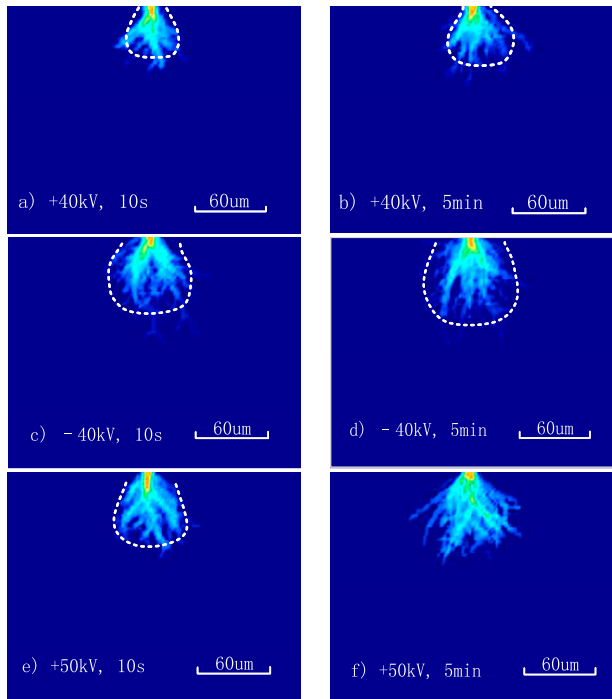 a) +40kV, 10s
60um
b) +40kV, 5min
60um
c) －40kV, 10s
60um
d) －40kV, 5min
60um
e) +50kV, 10s
60um
f) +50kV, 5min
60um